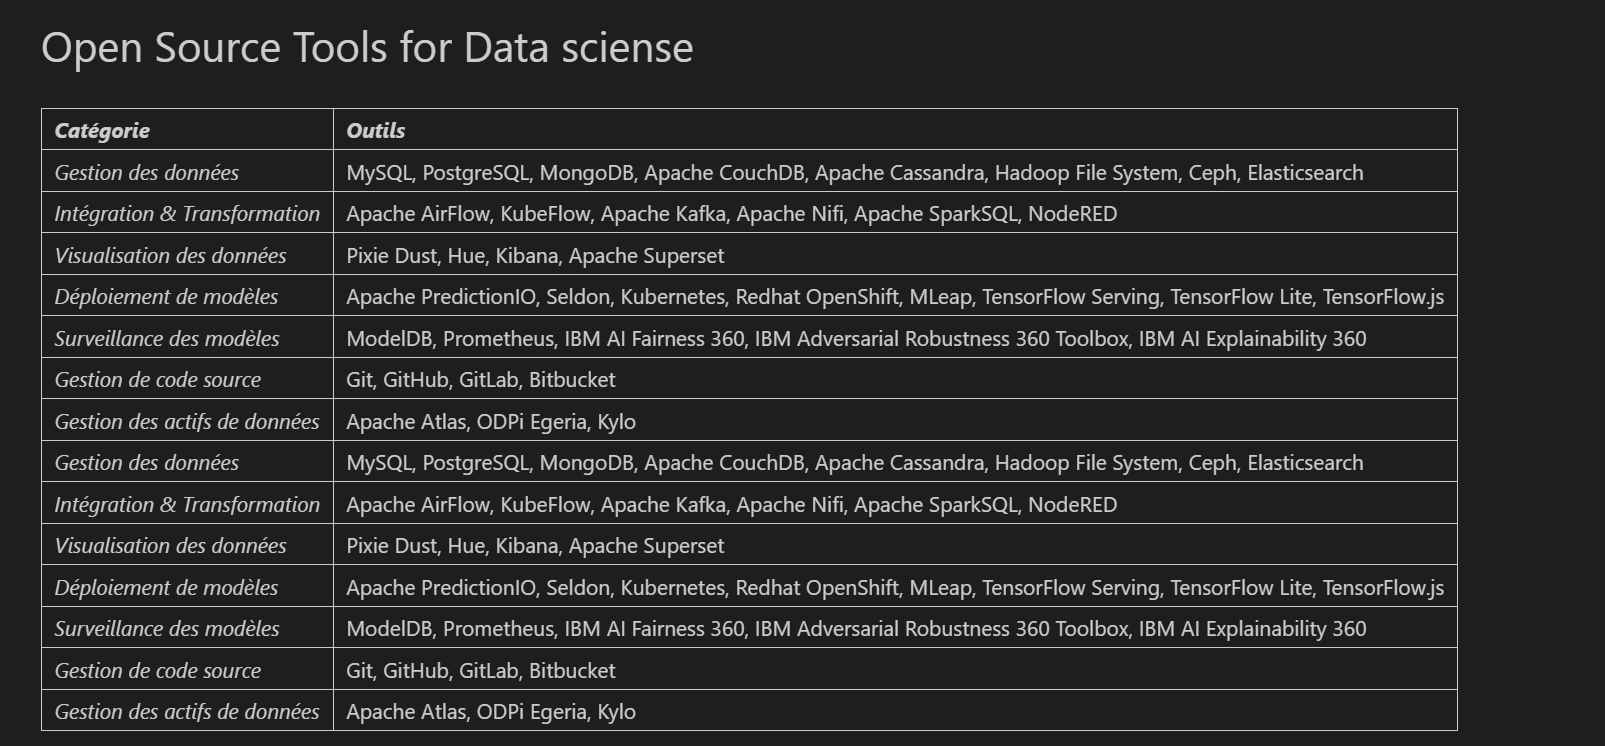 Open Source Tools for Data sciense
Catégorie Outils
Gestion des données MySQL, PostgreSQL, MongoDB, Apache CouchDB, Apache Cassandra, Hadoop File System, Ceph, Elasticsearch
Intégration & Transformation Apache AirFlow, KubeFlow, Apache Kafka, Apache Nifi, Apache SparkSQL, NodeRED
Visualisation des données Pixie Dust, Hue, Kibana, Apache Superset
Déploiement de modèles Apache PredictionIO, Seldon, Kubernetes, Redhat OpenShift, MLeap, TensorFlow Serving, TensorFlow Lite, TensorFlow.js
Surveillance des modèles ModelDB, Prometheus, IBM AI Fairness 360, IBM Adversarial Robustness 360 Toolbox, IBM AI Explainability 360
Gestion de code source Git, GitHub, GitLab, Bitbucket
Gestion des actifs de données Apache Atlas, ODPi Egeria, Kylo
Gestion des données MySQL, PostgreSQL, MongoDB, Apache CouchDB, Apache Cassandra, Hadoop File System, Ceph, Elasticsearch
Intégration & Transformation Apache AirFlow, KubeFlow, Apache Kafka, Apache Nifi, Apache SparkSQL, NodeRED
Visualisation des données Pixie Dust, Hue, Kibana, Apache Superset
Déploiement de modèles Apache PredictionIO, Seldon, Kubernetes, Redhat OpenShift, MLeap, TensorFlow Serving, TensorFlow Lite, TensorFlow.js
Surveillance des modèles ModelDB, Prometheus, IBM AI Fairness 360, IBM Adversarial Robustness 360 Toolbox, IBM AI Explainability 360
Gestion de code source Git, GitHub, GitLab, Bitbucket
Gestion des actifs de données Apache Atlas, ODPi Egeria, Kylo